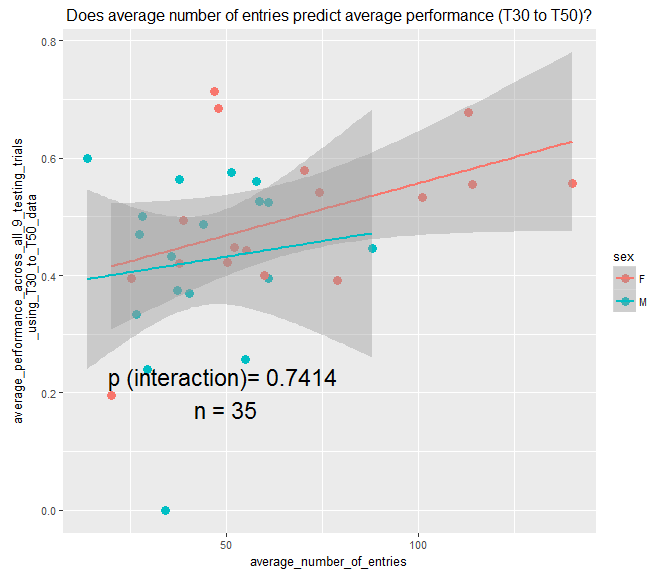 Does average number of entries predict average performance (T30 to T50)?
average_performance_across_all_9_testing_trials
_using_T30_to_T50_data
0.8
0.6
0.4
0.2
0.0
p (interaction)= 0.7414
n = 35
50
100
average_number_of_entries
sex
F
M